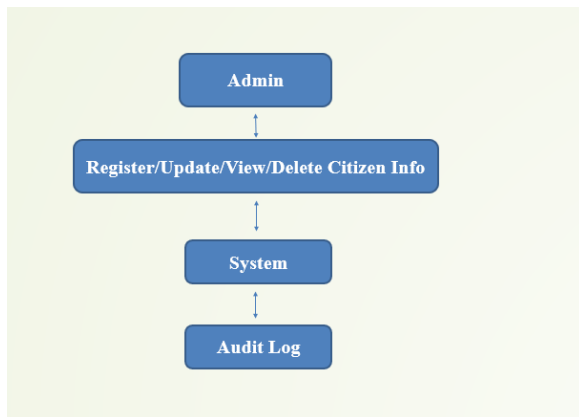 Admin
Register/Update/View/Delete Citizen Info
System
Audit Log